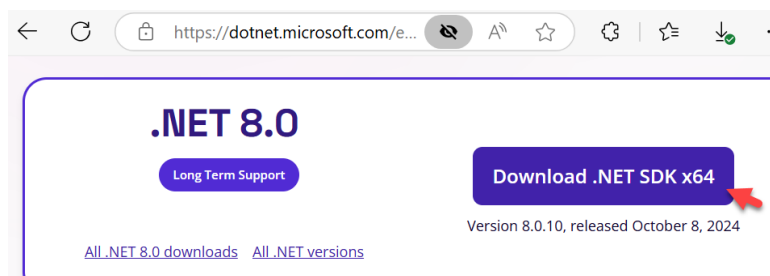 https://dotnet.microsoft.com/e...
.NET 8.0
Long Term Support
Download .NET SDK x64
Version 8.0.10, released October 8, 2024
All .NET 8.0 downloads All .NET versions